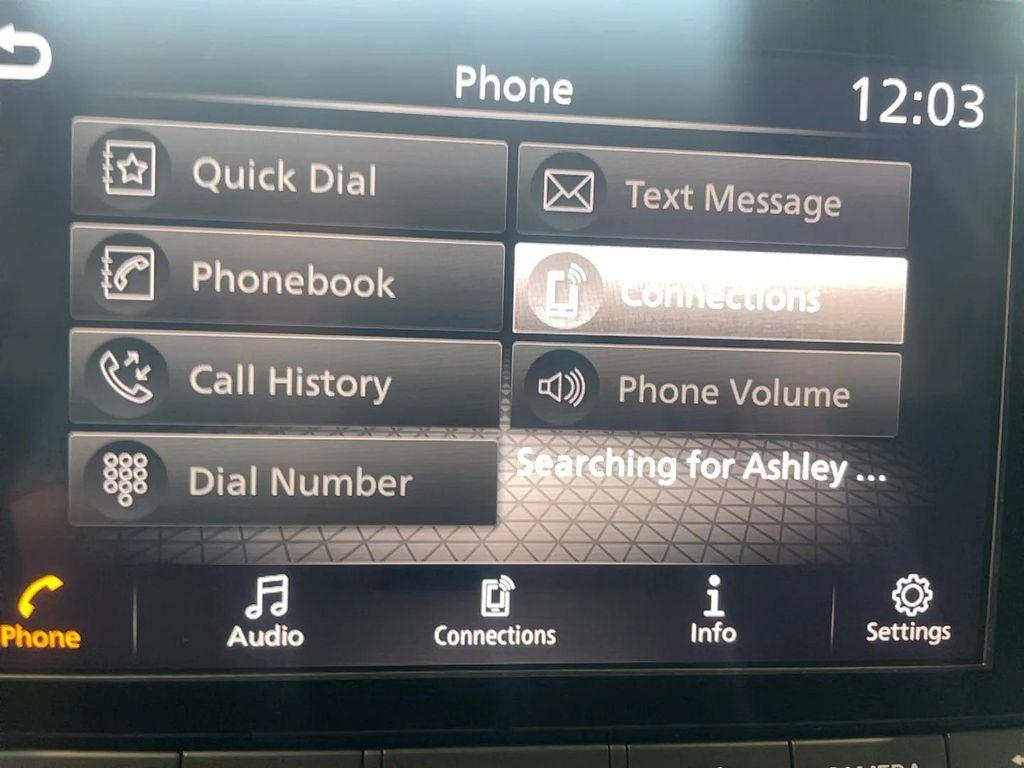 Phone
12:03
Quick Dial
Text Message
Phonebook
Connections
Call History
Phone Volume
Dial Number
Searching for Ashley ...
Phone
Audio
Connections
Info
Settings
CAMERA